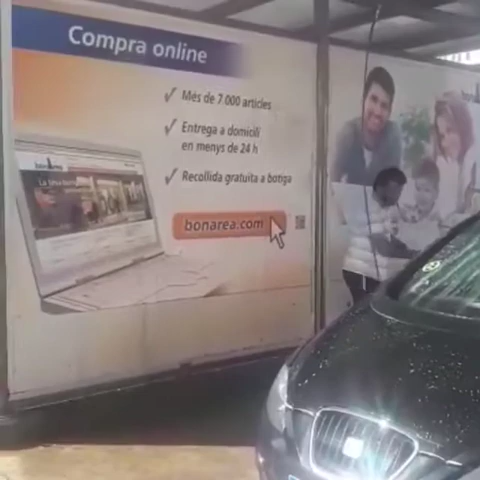 Compra online
Més de 7.000 articles
Entrega a domicili
en menys de 24 h
Recollida gratuïta a botiga
bonarea.com